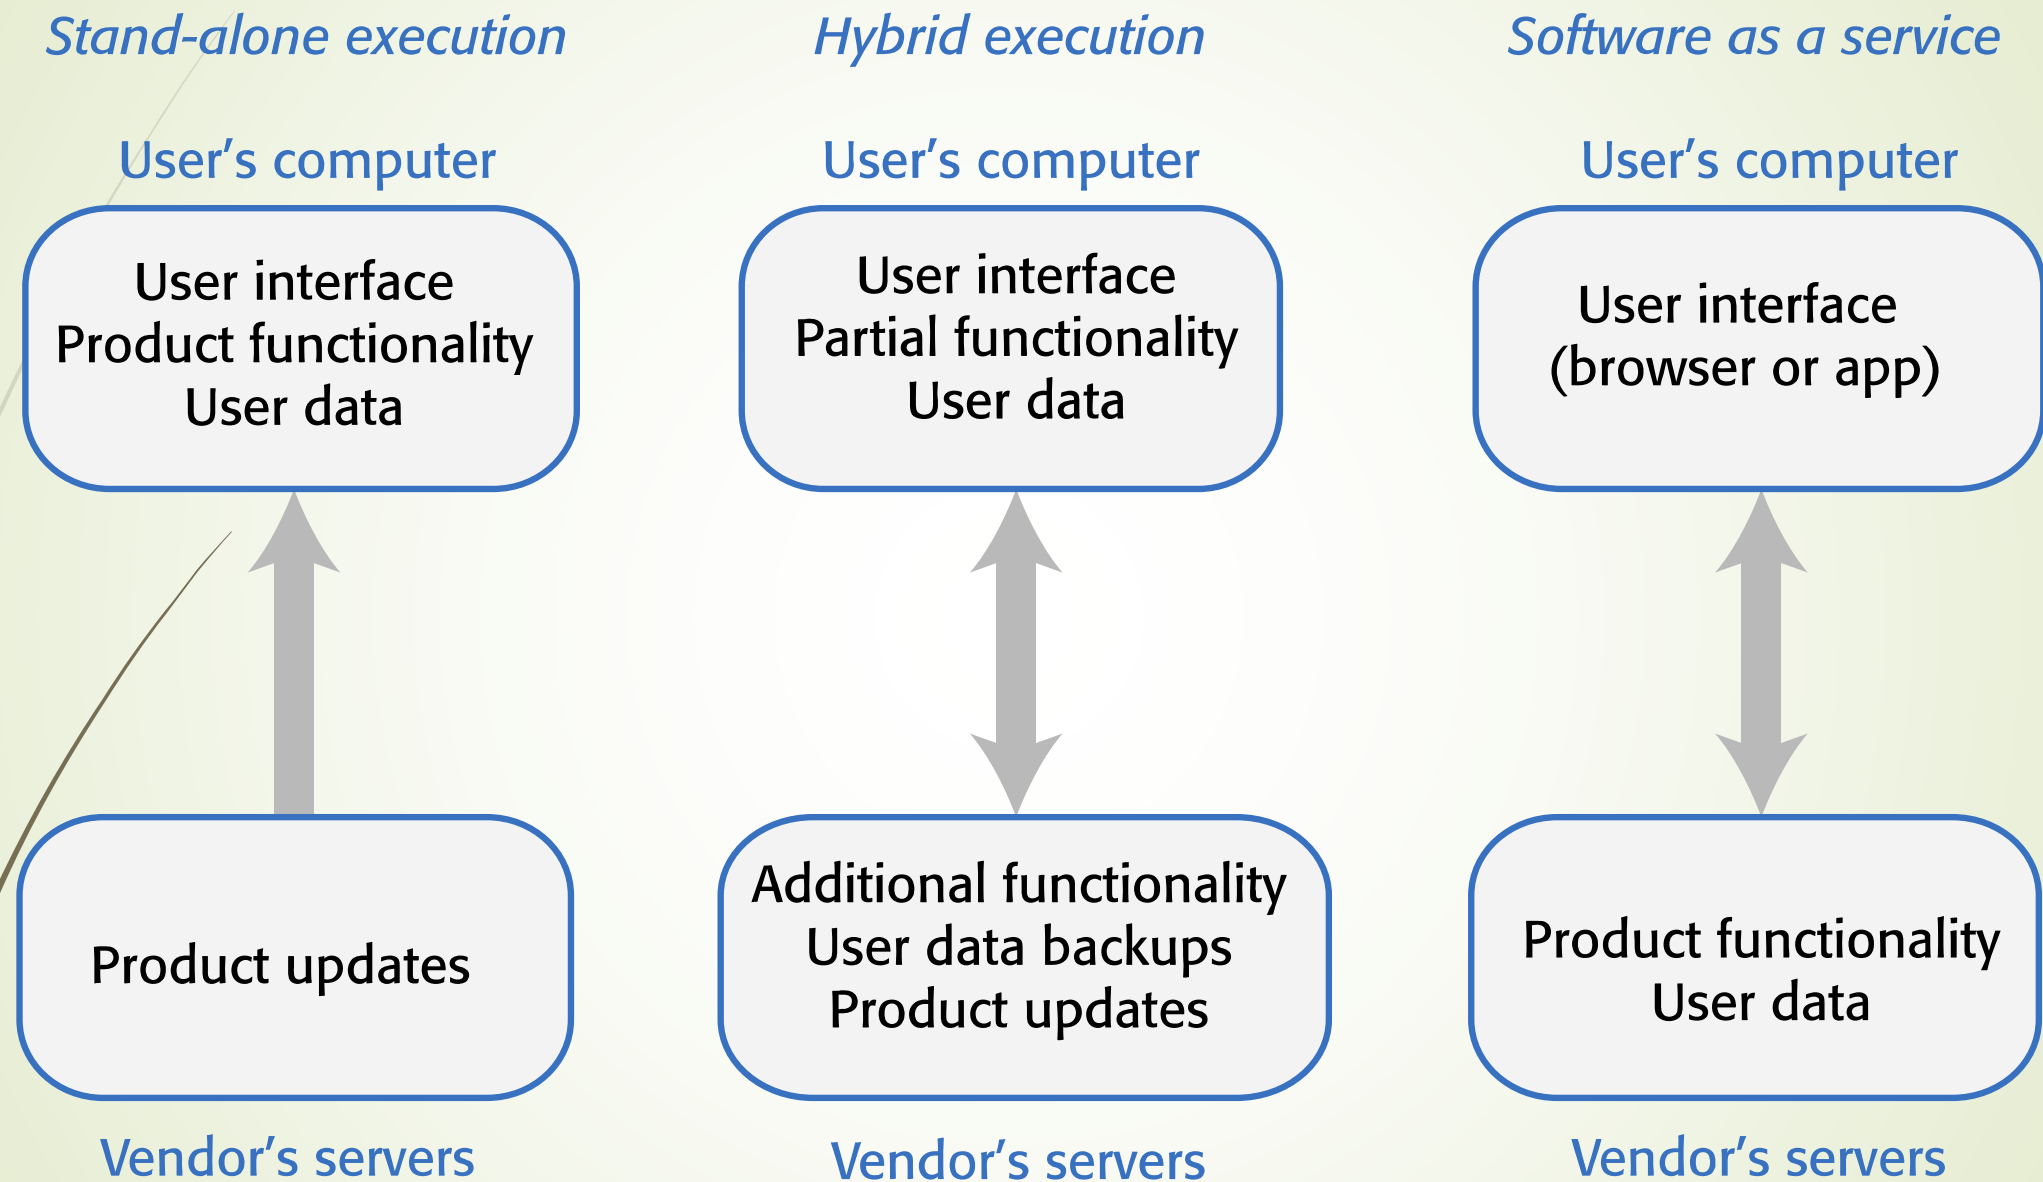 Stand-alone execution
User's computer
User interface
Product functionality
User data
Product updates
Vendor's servers
Hybrid execution
User's computer
User interface
Partial functionality
User data
Additional functionality
User data backups
Product updates
Vendor's servers
Software as a service
User's computer
User interface
(browser or app)
Product functionality
User data
Vendor's servers